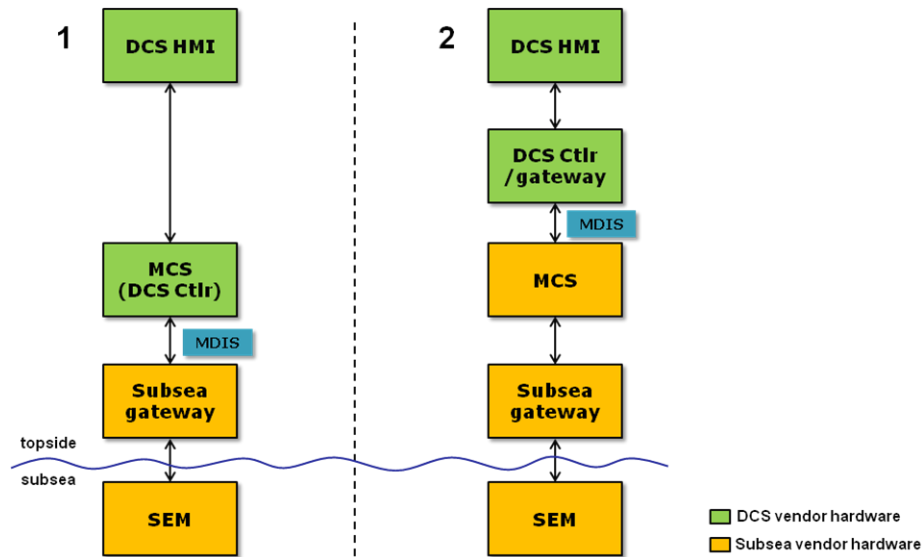 1
DCS HMI
MCS
(DCS Ctlr)
MDIS
Subsea
gateway
topside
subsea
SEM
2
DCS HMI
DCS Ctlr
/gateway
MDIS
MCS
Subsea
gateway
SEM
DCS vendor hardware
Subsea vendor hardware